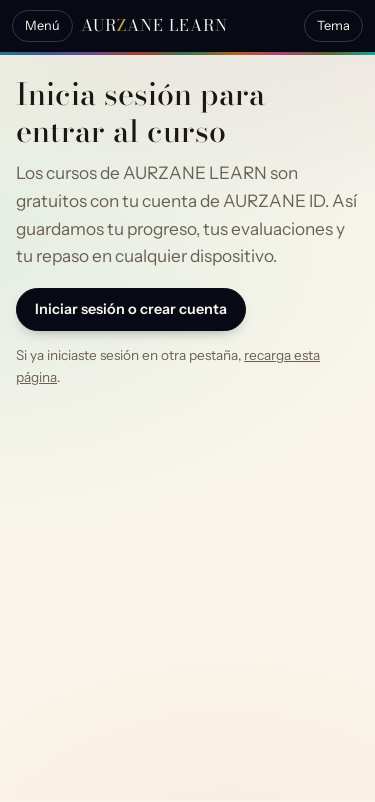 Menú
AURZANE LEARN
Tema
Inicia sesión para
entrar al curso
Los cursos de AURZANE LEARN son
gratuitos con tu cuenta de AURZANE ID. Así
guardamos tu progreso, tus evaluaciones y
tu repaso en cualquier dispositivo.
Iniciar sesión o crear cuenta
Si ya iniciaste sesión en otra pestaña, recarga esta
página.